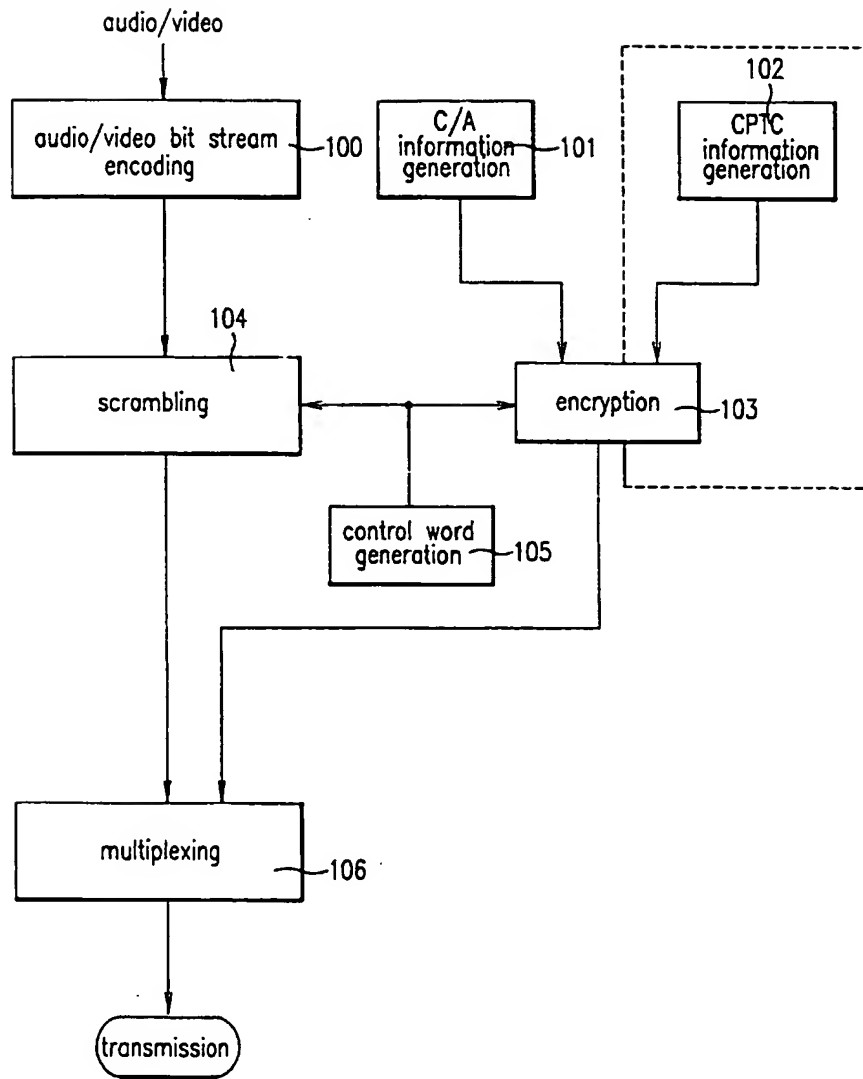 audio/video
audio/video bit stream
encoding
100
C/A
information
generation
101
102
CPTC
information
generation
104
scrambling
encryption
103
control word
generation
105
multiplexing
106
transmission